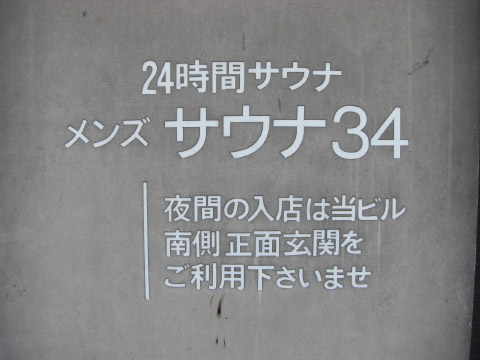 24時間サウナ
メンズ サウナ34
夜間の入店は当ビル
南側正面玄関を
ご利用下さいませ